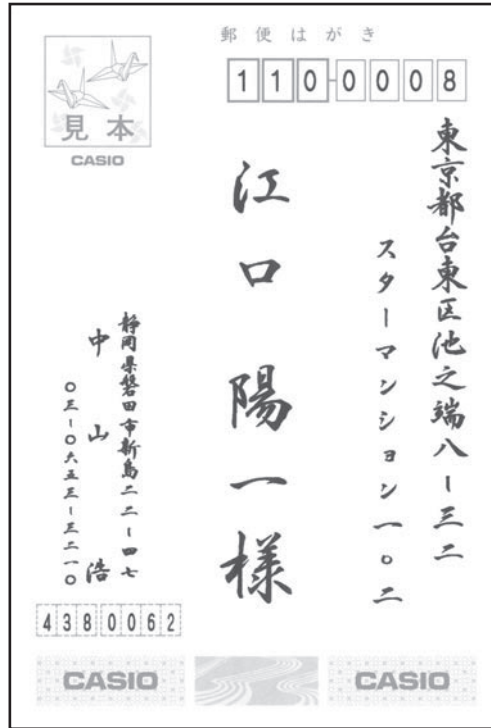 郵便はがき
110-0008
東京都台東区池之端八ー三二
スターマンション一〇二
江口陽一様
見本
CASIO
静岡県磐田市新島二二ー四七
中山浩
〇三ー〇六五三ー三二一〇
4380062
CASIO
CASIO